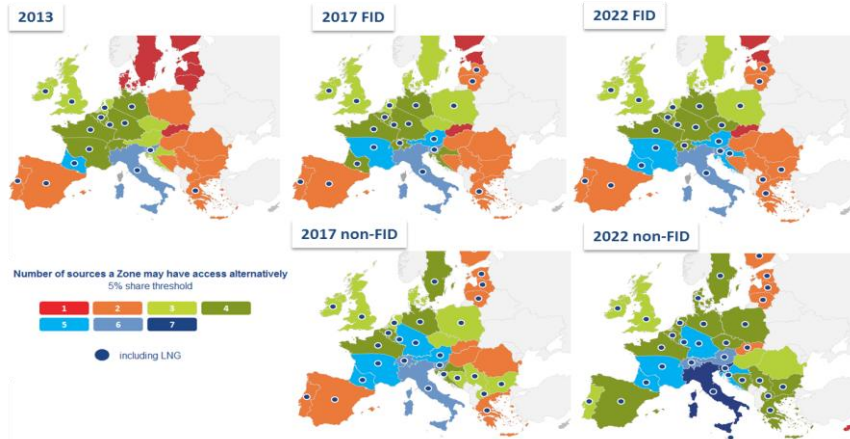 2013
2017 FID
2022 FID
2017 non-FID
2022 non-FID
Number of sources a Zone may have access alternatively
5% share threshold
1 2 3 4
5 6 7
including LNG